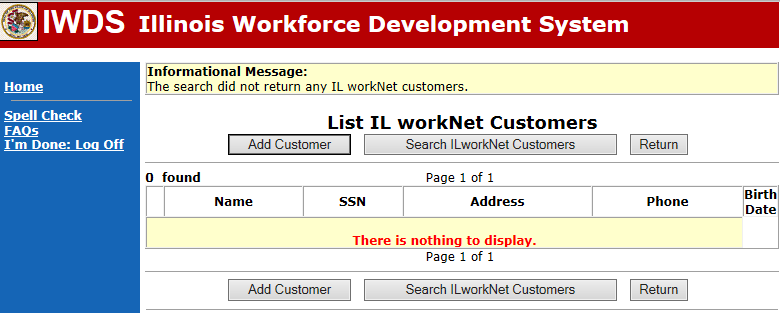 IWDS Illinois Workforce Development System
Home
Spell Check
FAQs
I'm Done: Log Off
Informational Message:
The search did not return any IL workNet customers.
List IL workNet Customers
Add Customer Search ILworkNet Customers Return
0 found Page 1 of 1
Name SSN Address Phone Birth Date
There is nothing to display.
Page 1 of 1
Add Customer Search ILworkNet Customers Return